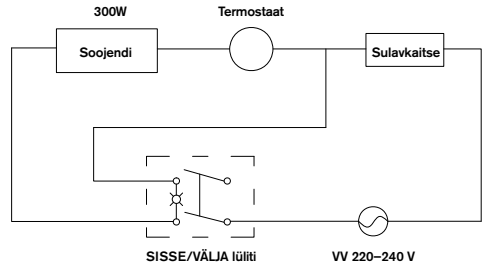 300W
Termostaat
Soojendi
Sulavkaitse
SISSE/VÄLJA lüliti
VV 220–240 V